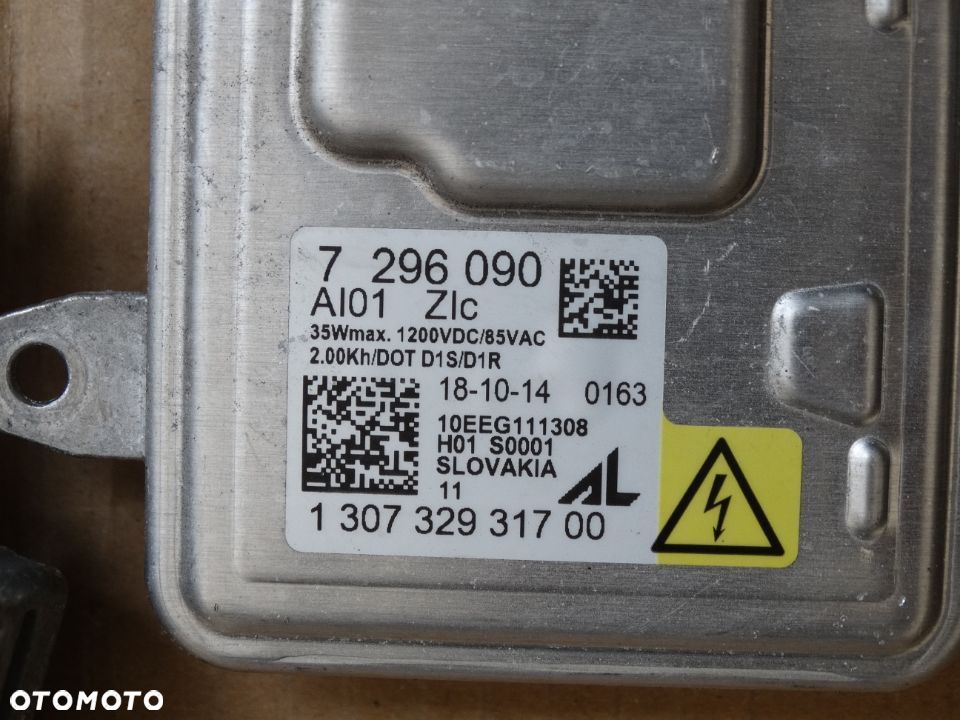 7 296 090
AI01 ZIc
35Wmax. 1200VDC/85VAC
2.00Kh/DOT D1S/D1R
18-10-14 0163
10EEG111308
H01 S0001
SLOVAKIA
11
AL
1 307 329 317 00
OTOMOTO